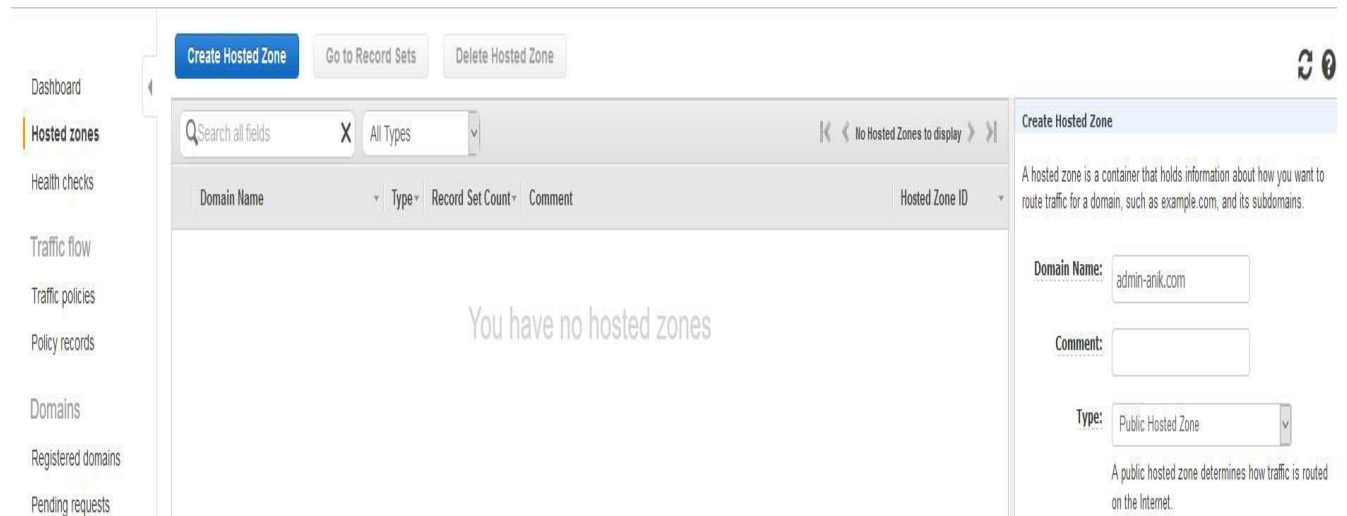 Create Hosted Zone
Go to Record Sets
Delete Hosted Zone
Dashboard
Hosted zones
Health checks
Traffic flow
Traffic policies
Policy records
Domains
Registered domains
Pending requests
Search all fields
X
All Types
No Hosted Zones to display
Domain Name
Type
Record Set Count
Comment
Hosted Zone ID
You have no hosted zones
Create Hosted Zone
A hosted zone is a container that holds information about how you want to
route traffic for a domain, such as example.com, and its subdomains.
Domain Name:
admin-anik.com
Comment:
Type:
Public Hosted Zone
A public hosted zone determines how traffic is routed
on the Internet.